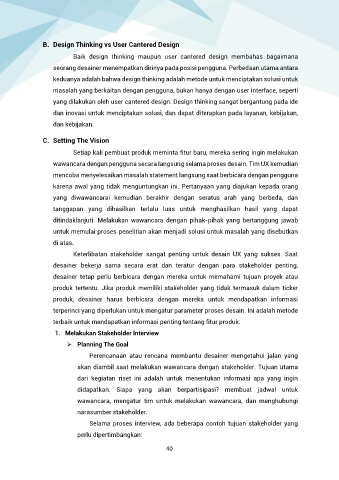 B. Design Thinking vs User Cantered Design
Baik design thinking maupun user cantered design membahas bagaimana
seorang desainer menempatkan dirinya pada posisi pengguna. Perbedaan utama antara
keduanya adalah bahwa design thinking adalah metode untuk menciptakan solusi untuk
masalah yang berkaitan dengan pengguna, bukan hanya dengan user interface, seperti
yang dilakukan oleh user cantered design. Design thinking sangat bergantung pada ide
dan inovasi untuk menciptakan solusi, dan dapat diterapkan pada layanan, kebijakan,
dan kebijakan.
C. Setting The Vision
Setiap kali pembuat produk meminta fitur baru, mereka sering ingin melakukan
wawancara dengan pengguna secara langsung selama proses desain. Tim UX kemudian
mencoba menyelesaikan masalah statement langsung saat berbicara dengan pengguna
karena awal yang tidak menguntungkan ini. Pertanyaan yang diajukan kepada orang
yang diwawancarai kemudian berakhir dengan seratus arah yang berbeda, dan
tanggapan yang dihasilkan terlalu luas untuk menghasilkan hasil yang dapat
ditindaklanjuti. Melakukan wawancara dengan pihak-pihak yang bertanggung jawab
untuk memulai proses penelitian akan menjadi solusi untuk masalah yang disebutkan
di atas.
Keterlibatan stakeholder sangat penting untuk desain UX yang sukses. Saat
desainer bekerja sama secara erat dan teratur dengan para stakeholder penting,
desainer tetap perlu berbicara dengan mereka untuk memahami tujuan proyek atau
produk tertentu. Jika produk memiliki stakeholder yang tidak termasuk dalam ticker
produk, desainer harus berbicara dengan mereka untuk mendapatkan informasi
terperinci yang diperlukan untuk mengatur parameter proses desain. Ini adalah metode
terbaik untuk mendapatkan informasi penting tentang fitur produk.
1. Melakukan Stakeholder Interview
➢ Planning The Goal
Perencanaan atau rencana membantu desainer mengetahui jalan yang
akan diambil saat melakukan wawancara dengan stakeholder. Tujuan utama
dari kegiatan riset ini adalah untuk menentukan informasi apa yang ingin
didapatkan. Siapa yang akan berpartisipasi? membuat jadwal untuk
wawancara, mengatur tim untuk melakukan wawancara, dan menghubungi
narasumber stakeholder.
Selama proses interview, ada beberapa contoh tujuan stakeholder yang
perlu dipertimbangkan:
40